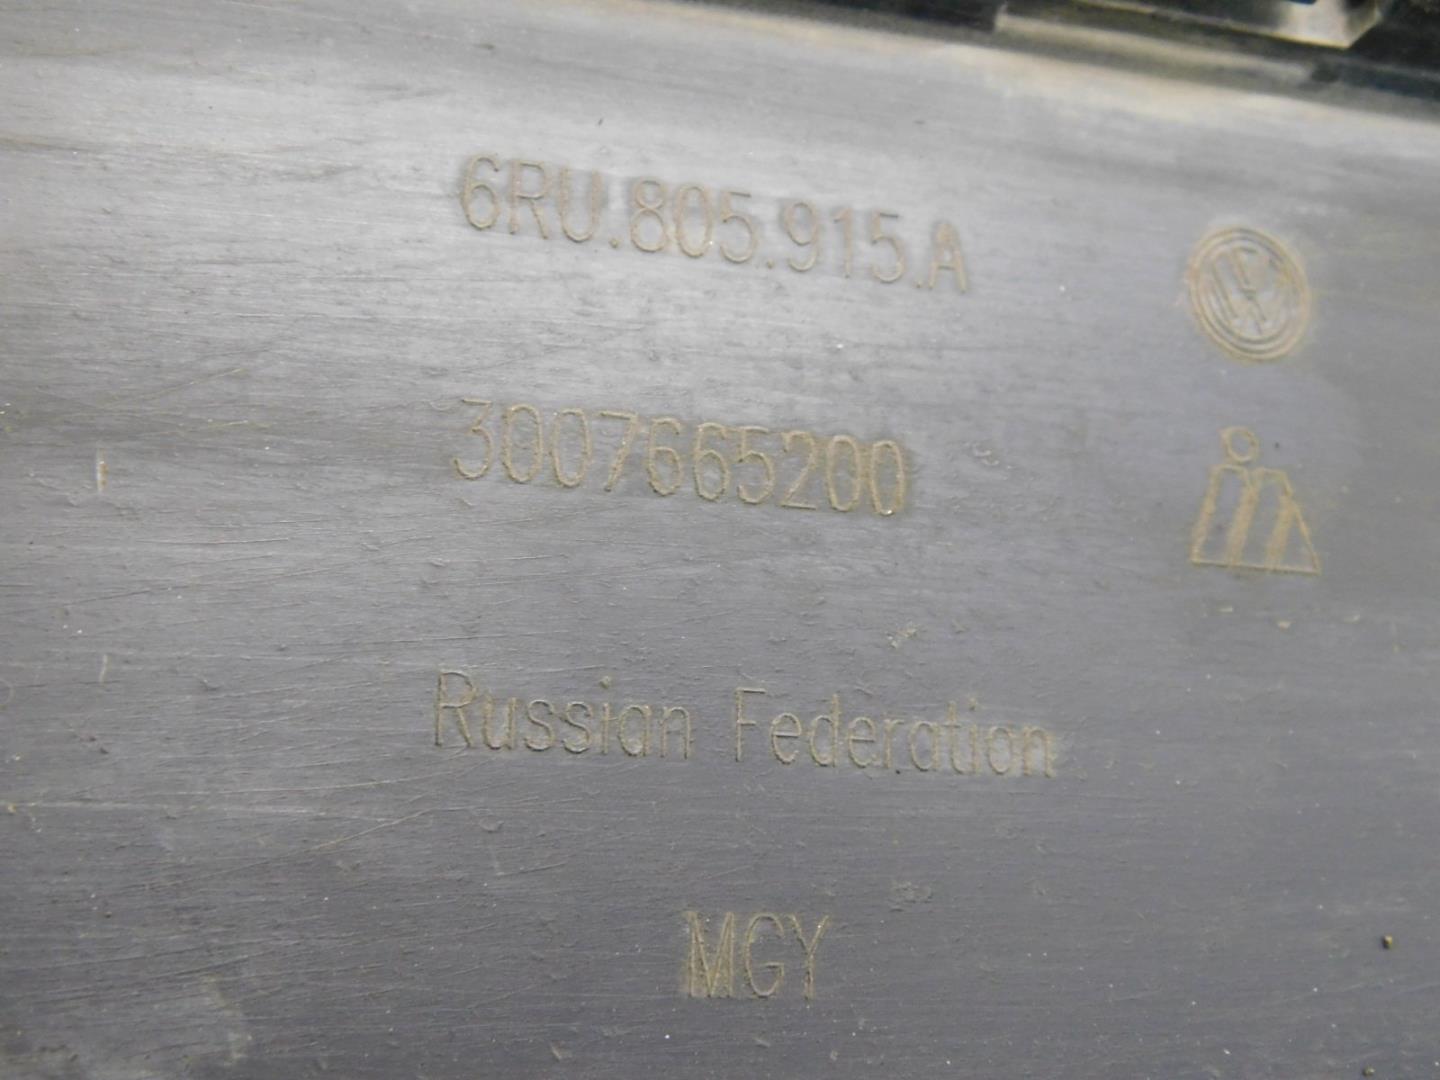 6RU.805.915.A
3007665200
Russian Federation
MGY